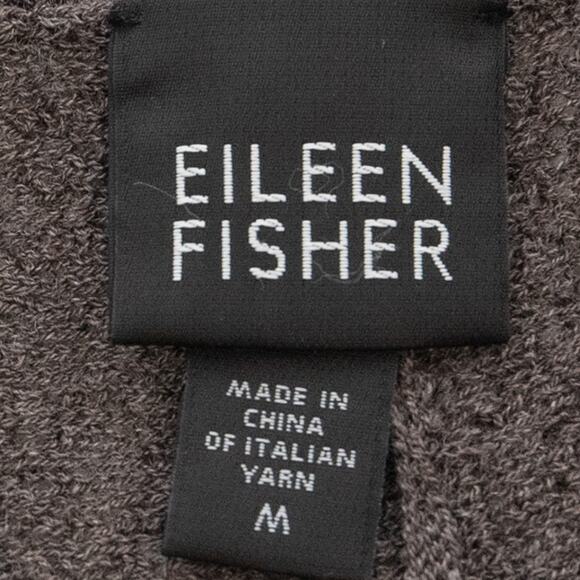 EILEEN
FISHER
MADE IN
CHINA
OF ITALIAN
YARN
M